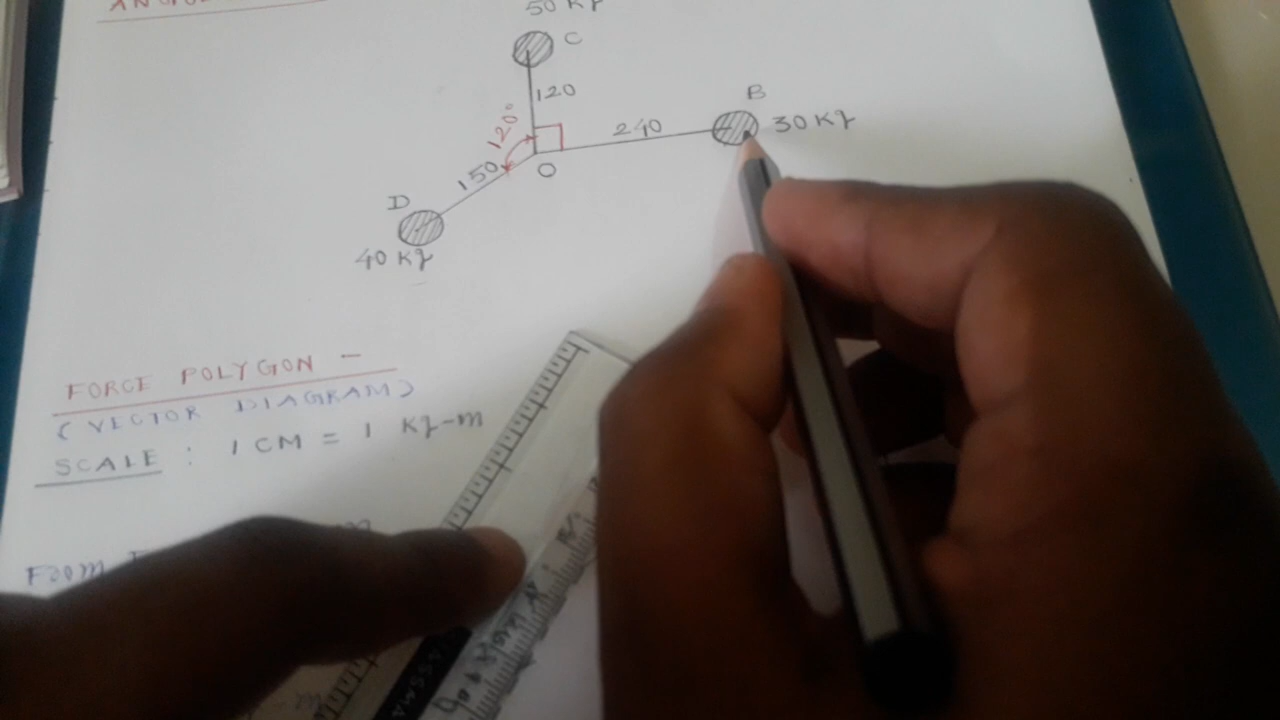 50 Kg
C
120
B
120°
240
30 Kg
150
O
D
40 Kg
FORCE POLYGON -
(VECTOR DIAGRAM)
SCALE : 1 CM = 1 Kg-m
FROM